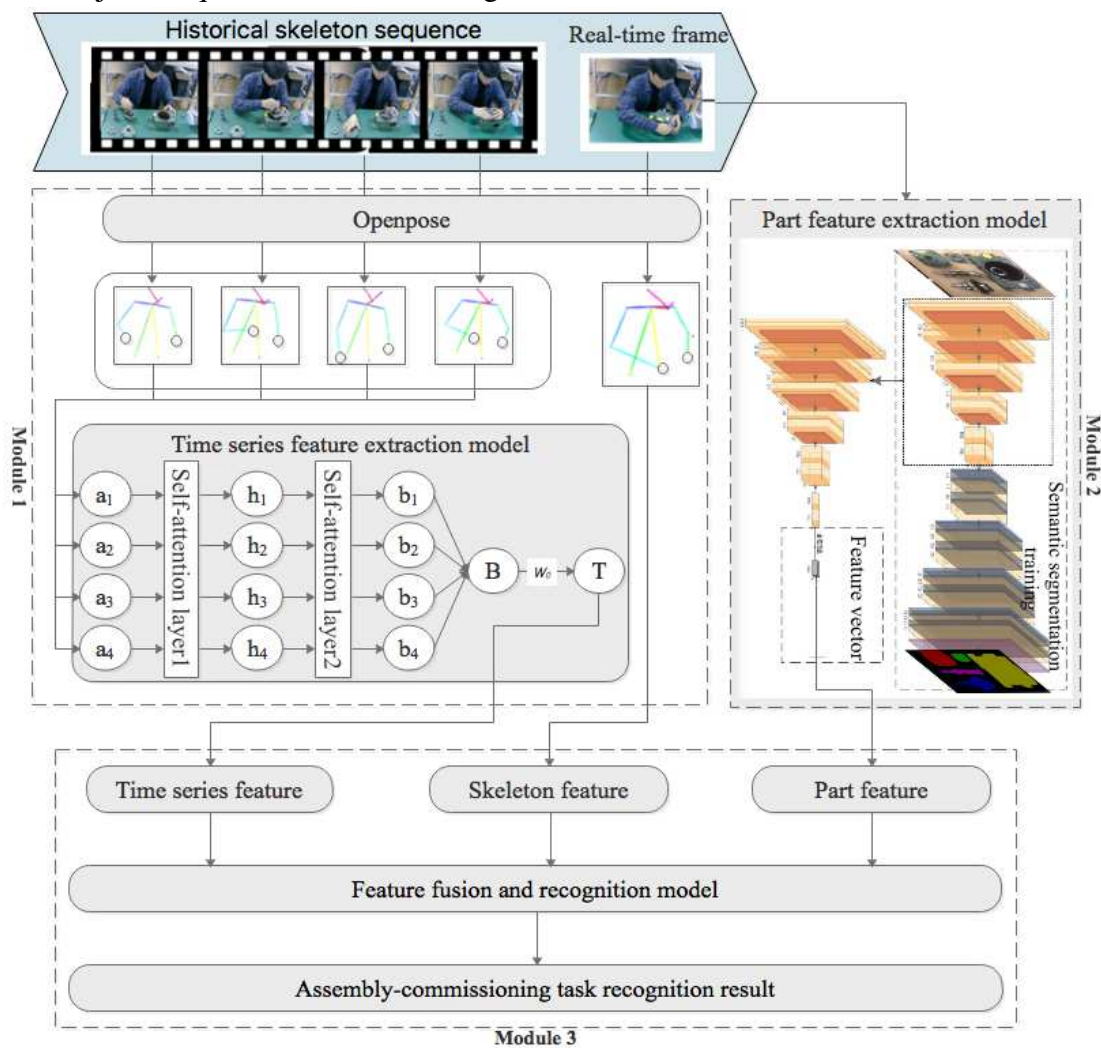 Historical skeleton sequence
Real-time frame
Openpose
Part feature extraction model
Module 1
Time series feature extraction model
a1
a2
a3
a4
Self-attention layer1
h1
h2
h3
h4
Self-attention layer2
b1
b2
b3
b4
B
W0
T
Feature vector
Semantic segmentation
training
Module 2
Time series feature
Skeleton feature
Part feature
Feature fusion and recognition model
Assembly-commissioning task recognition result
Module 3